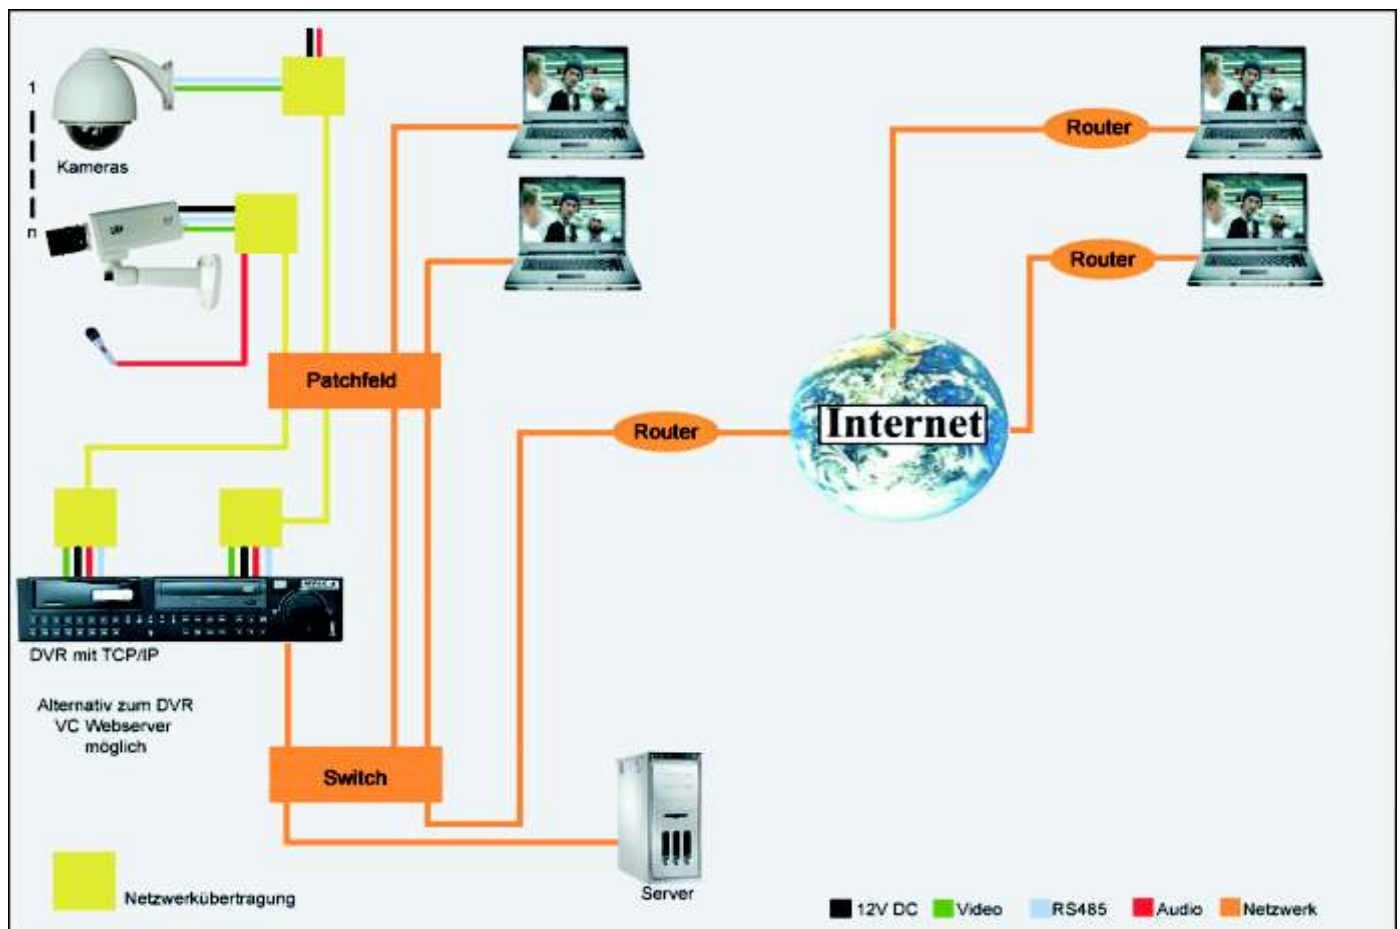 1
Kameras
n
Router
Router
Patchfeld
Router
Internet
DVR mit TCP/IP
Alternativ zum DVR
VC Webserver
möglich
Switch
Server
Netzwerkübertragung
12V DC
Video
RS485
Audio
Netzwerk